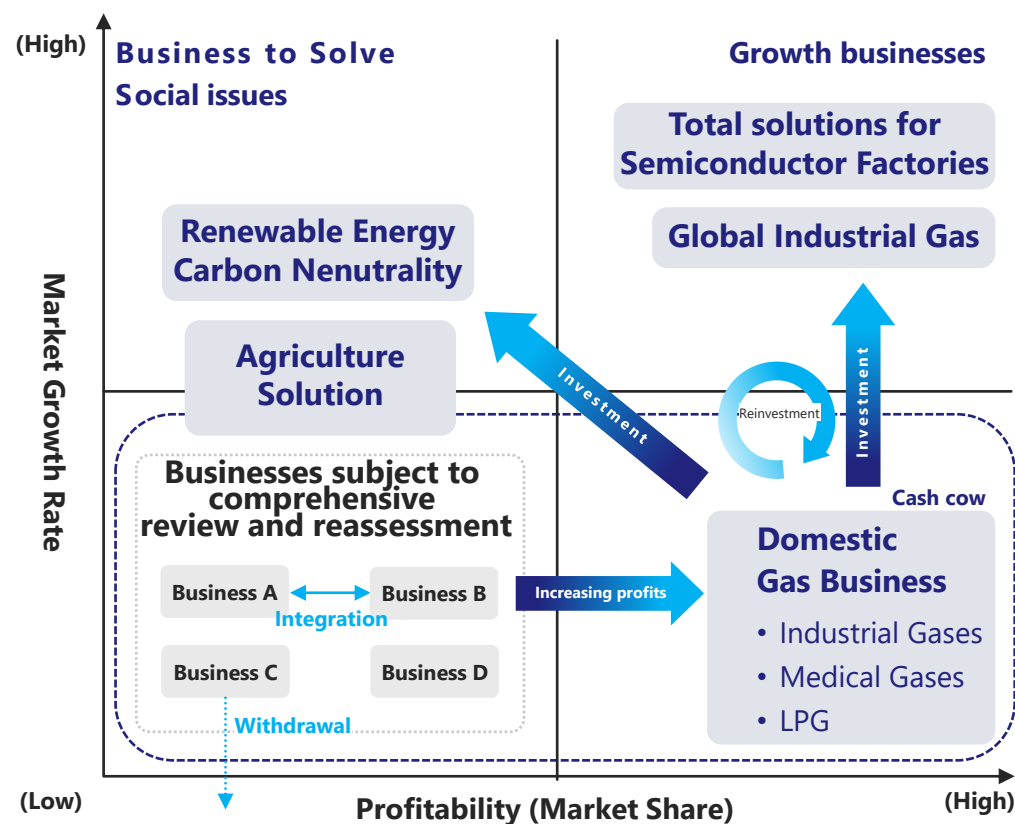 (High)
Business to Solve
Social issues
Growth businesses
Total solutions for
Semiconductor Factories
Global Industrial Gas
Renewable Energy
Carbon Nenutrality
Agriculture
Solution
Investment
Reinvestment
Investment
Market Growth Rate
Businesses subject to
comprehensive
review and reassessment
Business A
Business B
Integration
Business C
Business D
Withdrawal
Increasing profits
Cash cow
Domestic
Gas Business
• Industrial Gases
• Medical Gases
• LPG
(Low)
Profitability (Market Share)
(High)